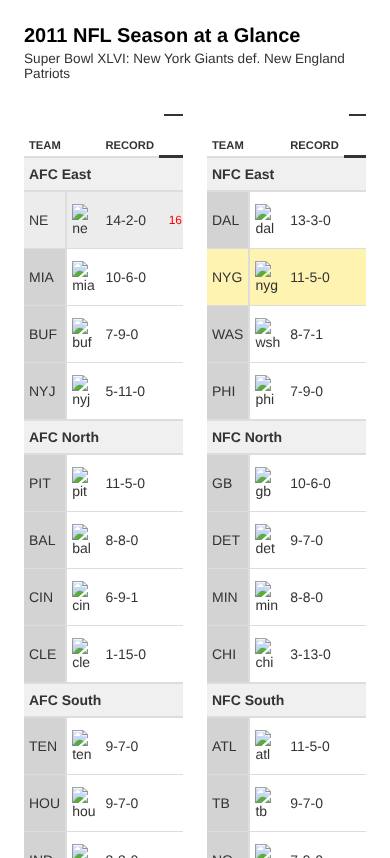 2011 NFL Season at a Glance
Super Bowl XLVI: New York Giants def. New England
Patriots
TEAM RECORD
AFC East
NE ne 14-2-0 16
MIA mia 10-6-0
BUF buf 7-9-0
NYJ nyj 5-11-0
AFC North
PIT pit 11-5-0
BAL bal 8-8-0
CIN cin 6-9-1
CLE cle 1-15-0
AFC South
TEN ten 9-7-0
HOU hou 9-7-0
TEAM RECORD
NFC East
DAL dal 13-3-0
NYG nyg 11-5-0
WAS wsh 8-7-1
PHI phi 7-9-0
NFC North
GB gb 10-6-0
DET det 9-7-0
MIN min 8-8-0
CHI chi 3-13-0
NFC South
ATL atl 11-5-0
TB tb 9-7-0